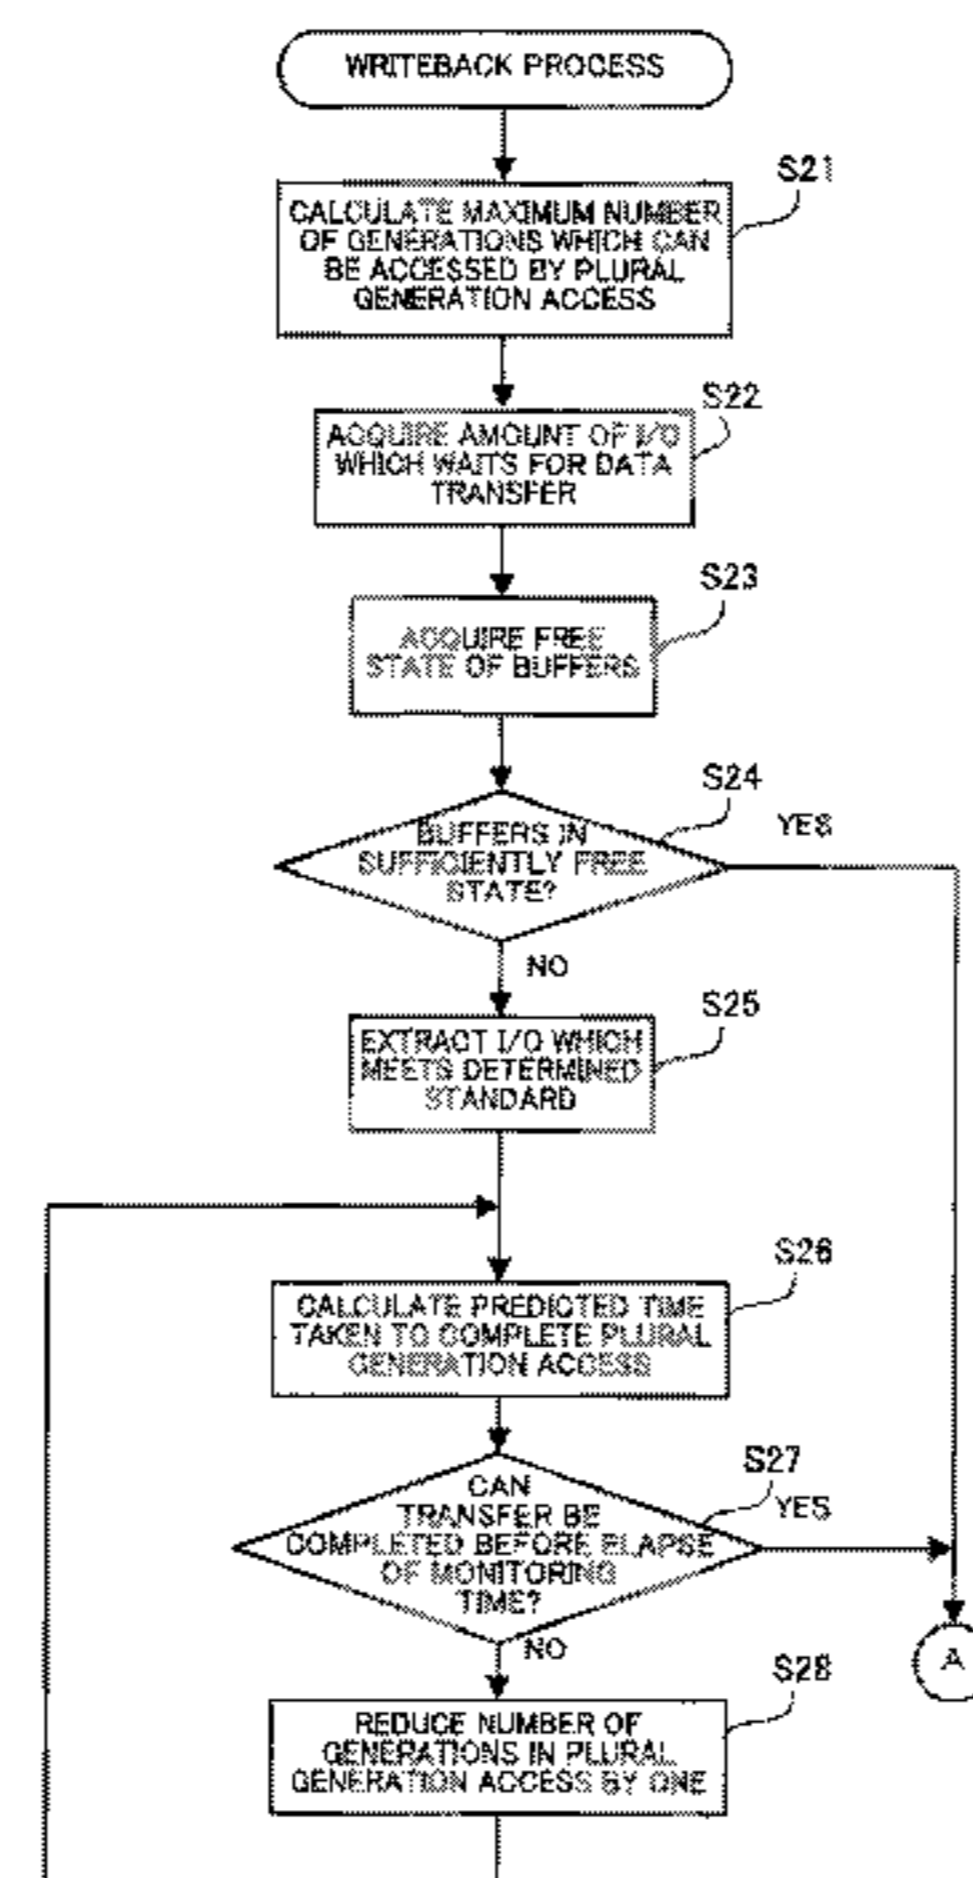 WRITEBACK PROCESS
S21
CALCULATE MAXIMUM NUMBER
OF GENERATIONS WHICH CAN
BE ACCESSED BY PLURAL
GENERATION ACCESS
S22
ACQUIRE AMOUNT OF I/O
WHICH WAITS FOR DATA
TRANSFER
S23
ACQUIRE FREE
STATE OF BUFFERS
S24
YES
BUFFERS IN
SUFFICIENTLY FREE
STATE?
NO
S25
EXTRACT I/O WHICH
MEETS DETERMINED
STANDARD
S26
CALCULATE PREDICTED TIME
TAKEN TO COMPLETE PLURAL
GENERATION ACCESS
S27
YES
CAN
TRANSFER BE
COMPLETED BEFORE ELAPSE
OF MONITORING
TIME?
NO
A
S28
REDUCE NUMBER OF
GENERATIONS IN PLURAL
GENERATION ACCESS BY ONE